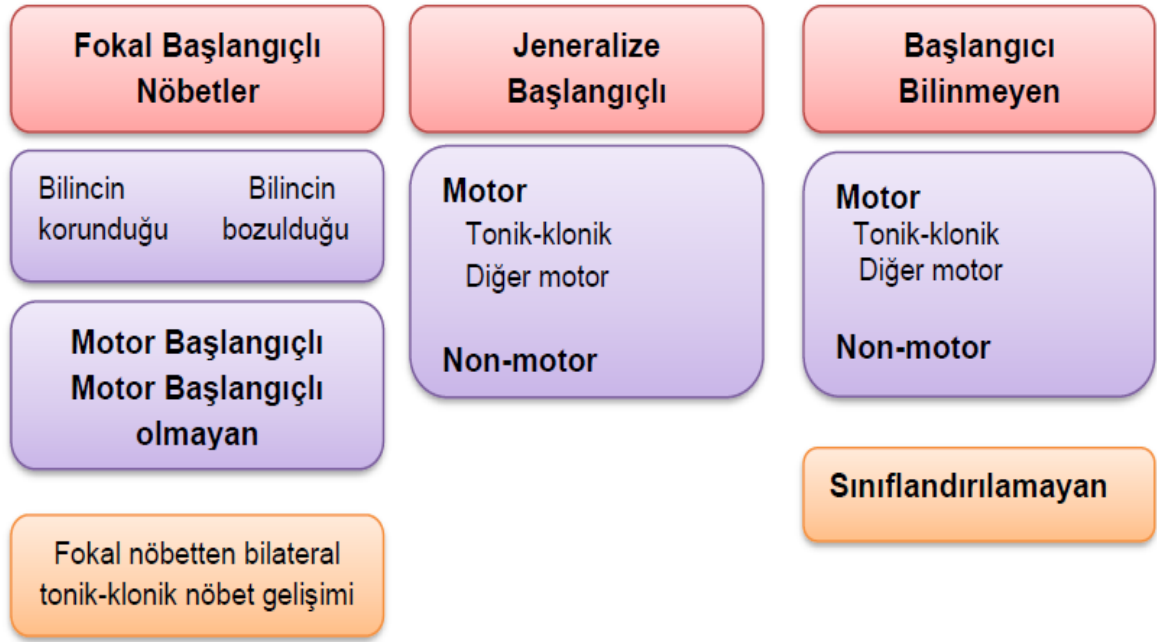 Fokal Başlangıçlı
Nöbetler
Bilincin Bilincin
korunduğu bozulduğu
Motor Başlangıçlı
Motor Başlangıçlı
olmayan
Fokal nöbetten bilateral
tonik-klonik nöbet gelişimi
Jeneralize
Başlangıçlı
Motor
Tonik-klonik
Diğer motor
Non-motor
Başlangıcı
Bilinmeyen
Motor
Tonik-klonik
Diğer motor
Non-motor
Sınıflandırılamayan